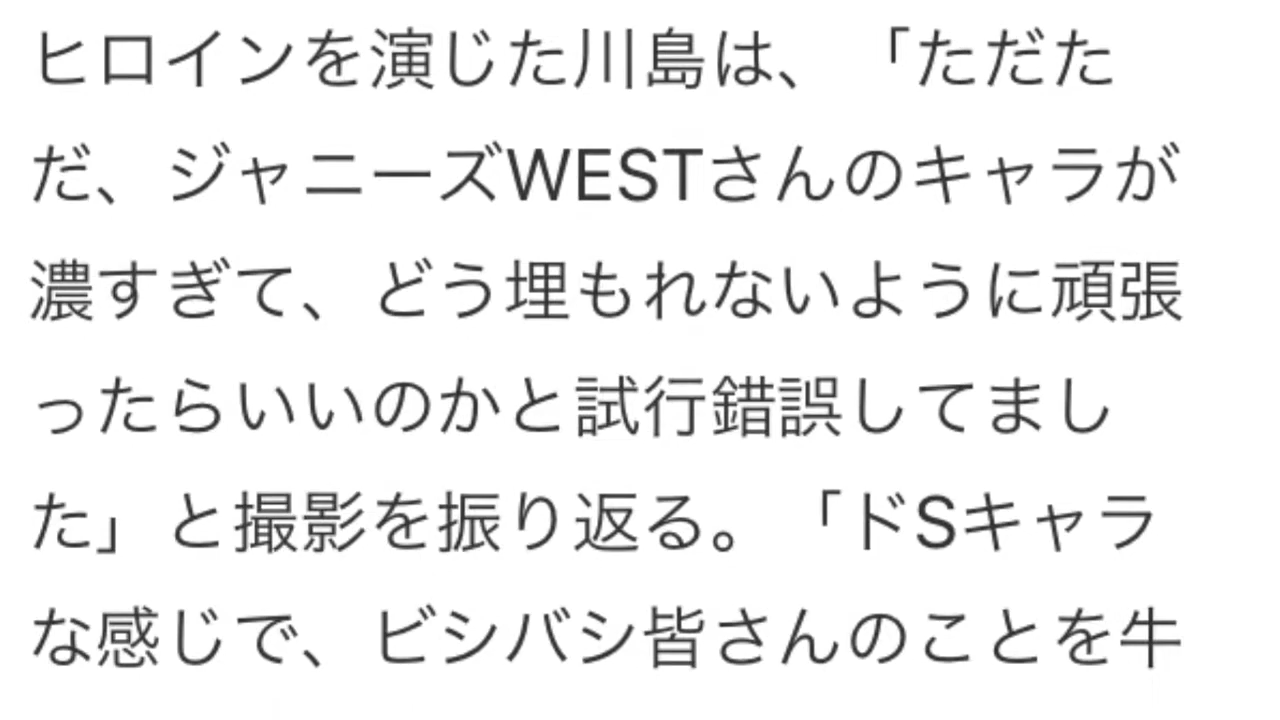 ヒロインを演じた川島は、「ただた
だ、ジャニーズWESTさんのキャラが
濃すぎて、どう埋もれないように頑張
ったらいいのかと試行錯誤してまし
た」と撮影を振り返る。「ドSキャラ
な感じで、ビシバシ皆さんのことを牛